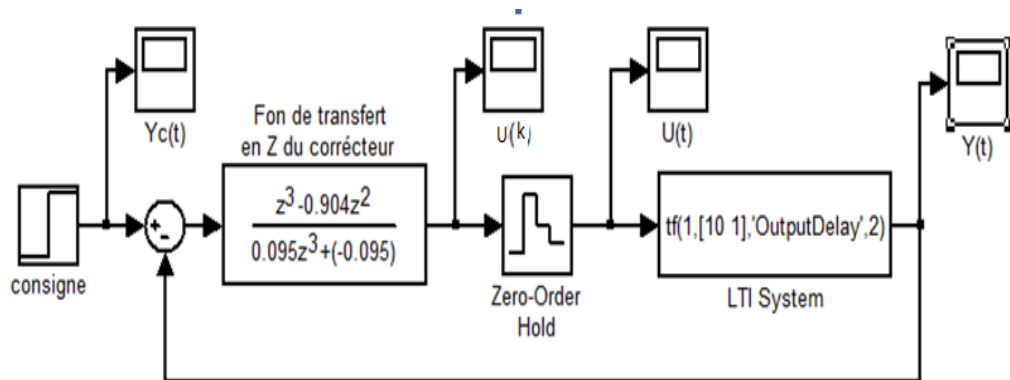 Yc(t)
Fon de transfert
en Z du corrécteur
U(k)
U(t)
Y(t)
consigne
+
-
z³-0.904z²
0.095z³+(-0.095)
Zero-Order
Hold
tf(1,[10 1],'OutputDelay',2)
LTI System